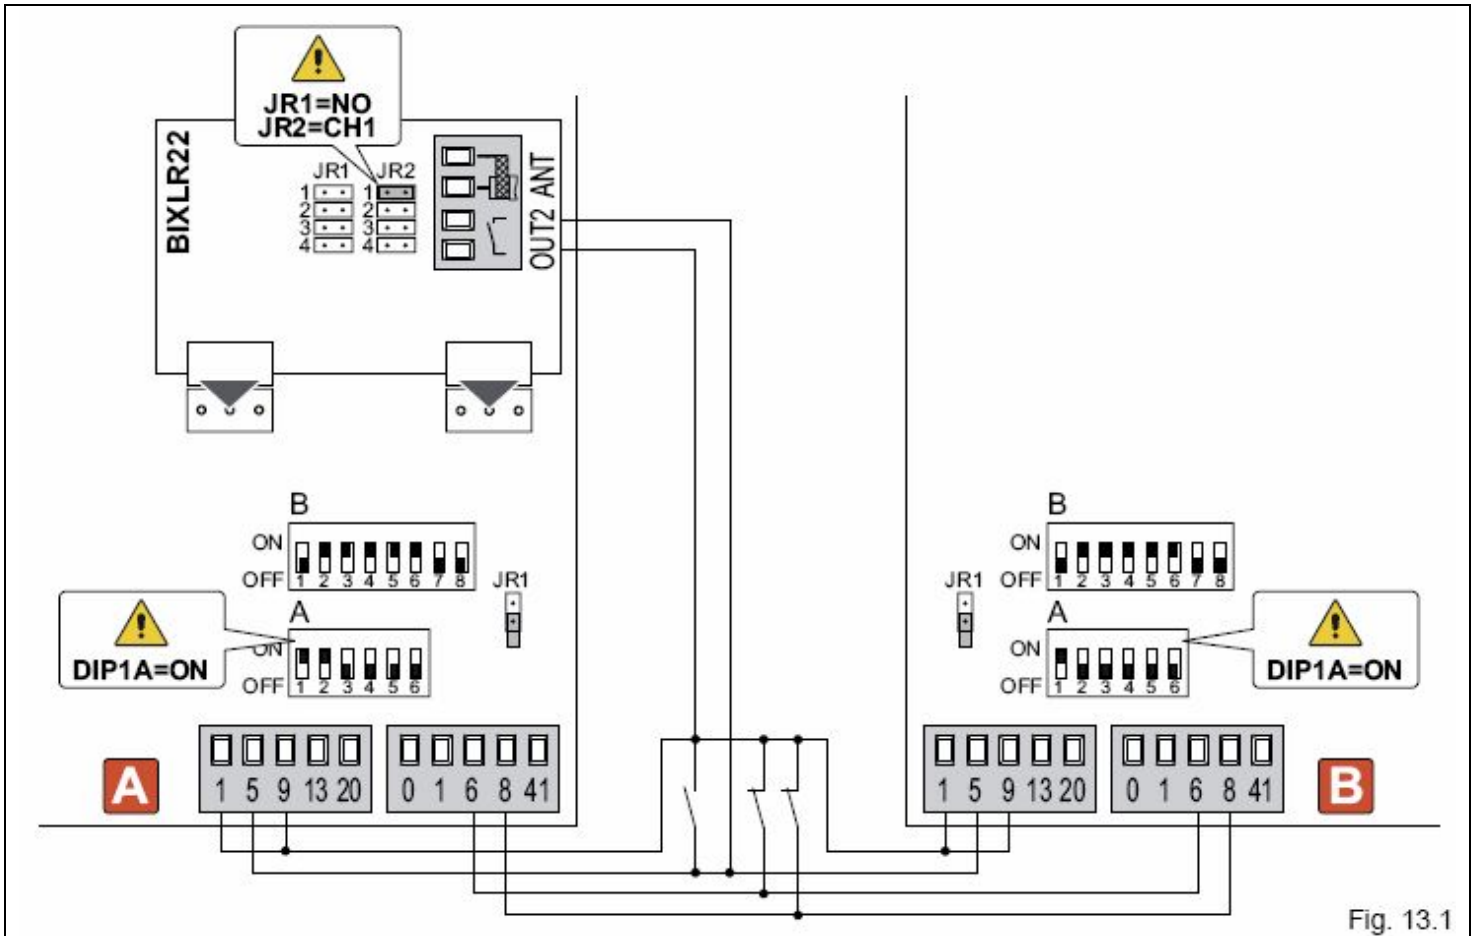 JR1=NO
JR2=CH1
BIXLR22
JR1 JR2
1 1
2 2
3 3
4 4
OUT2 ANT
B
ON
OFF 1 2 3 4 5 6 7 8
JR1
A
ON
OFF 1 2 3 4 5 6
DIP1A=ON
B
ON
OFF 1 2 3 4 5 6 7 8
JR1
A
ON
OFF 1 2 3 4 5 6
DIP1A=ON
A
1 5 9 13 20
0 1 6 8 41
1 5 9 13 20
0 1 6 8 41
B
Fig. 13.1